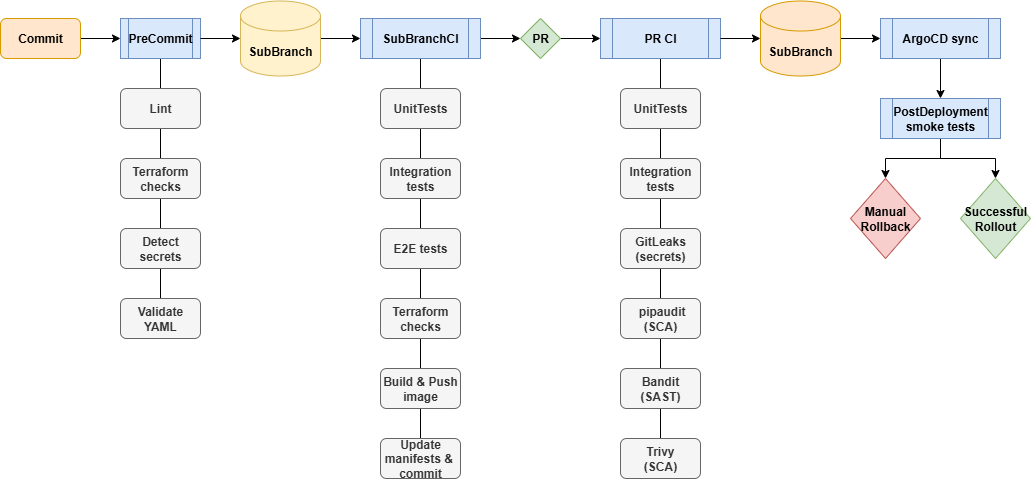 Commit
PreCommit
SubBranch
SubBranchCI
PR
PR CI
SubBranch
ArgoCD sync
Lint
Terraform
checks
Detect
secrets
Validate
YAML
UnitTests
Integration
tests
E2E tests
Terraform
checks
Build & Push
image
Update
manifests &
commit
UnitTests
Integration
tests
GitLeaks
(secrets)
pipaudit
(SCA)
Bandit
(SAST)
Trivy
(SCA)
PostDeployment
smoke tests
Manual
Rollback
Successful
Rollout